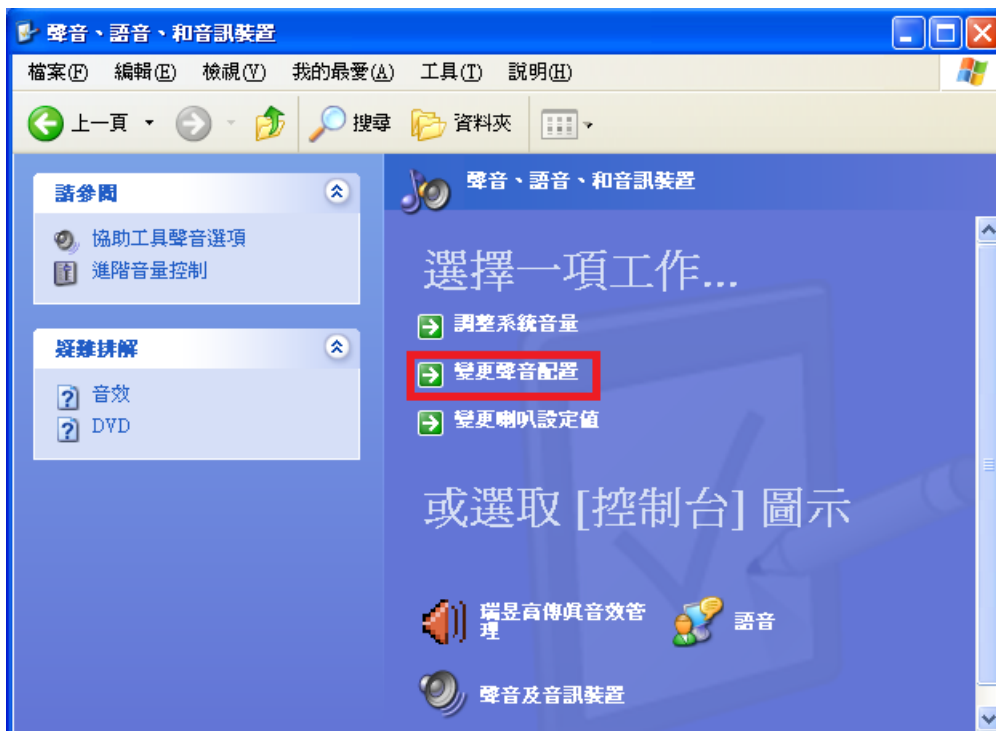 聲音、語音、和音訊裝置
檔案(F) 編輯(E) 檢視(V) 我的最愛(A) 工具(T) 說明(H)
上一頁 搜尋 資料夾
請參閱
協助工具聲音選項
進階音量控制
疑難排解
音效
DVD
聲音、語音、和音訊裝置
選擇一項工作...
調整系統音量
變更聲音配置
變更喇叭設定值
或選取 [控制台] 圖示
瑞昱高傳真音效管
理
語音
聲音及音訊裝置